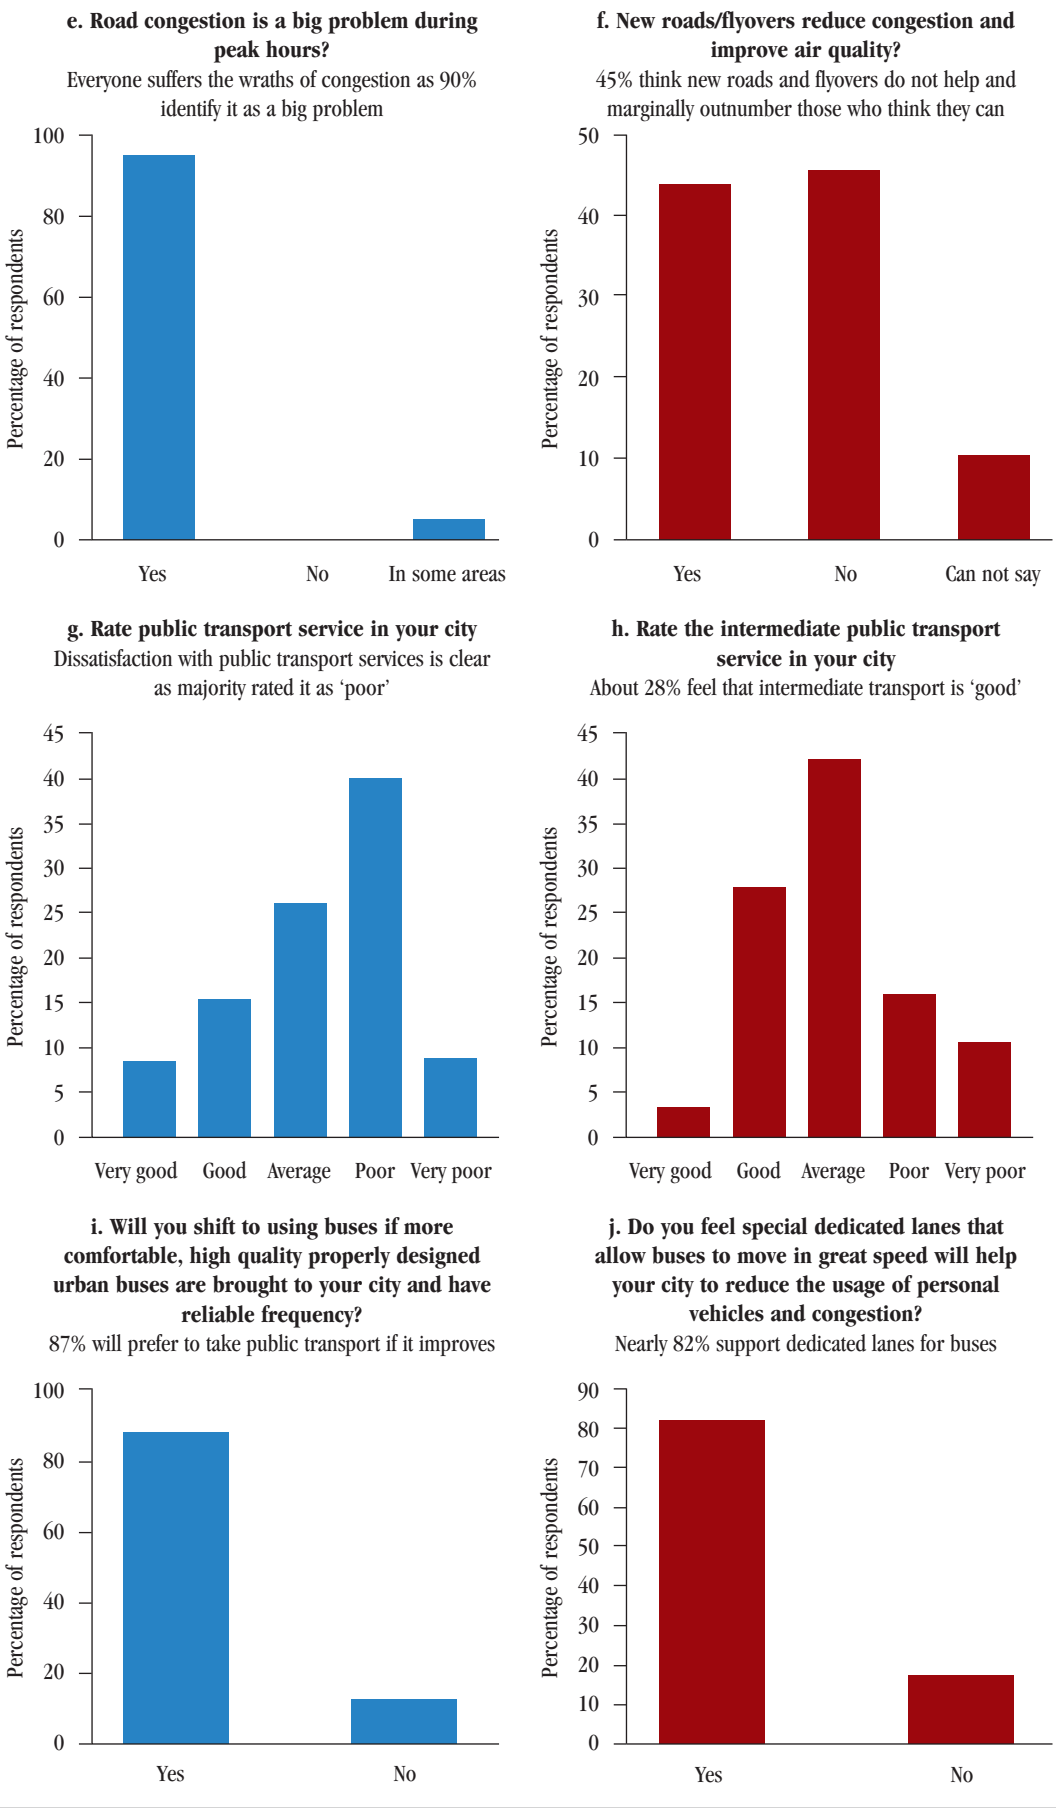 e. Road congestion is a big problem during
peak hours?
Everyone suffers the wraths of congestion as 90%
identify it as a big problem
Percentage of respondents
100
80
60
40
20
0
Yes No In some areas
f. New roads/flyovers reduce congestion and
improve air quality?
45% think new roads and flyovers do not help and
marginally outnumber those who think they can
Percentage of respondents
50
40
30
20
10
0
Yes No Can not say
g. Rate public transport service in your city
Dissatisfaction with public transport services is clear
as majority rated it as ‘poor’
Percentage of respondents
45
40
35
30
25
20
15
10
5
0
Very good Good Average Poor Very poor
h. Rate the intermediate public transport
service in your city
About 28% feel that intermediate transport is ‘good’
Percentage of respondents
45
40
35
30
25
20
15
10
5
0
Very good Good Average Poor Very poor
i. Will you shift to using buses if more
comfortable, high quality properly designed
urban buses are brought to your city and have
reliable frequency?
87% will prefer to take public transport if it improves
Percentage of respondents
100
80
60
40
20
0
Yes No
j. Do you feel special dedicated lanes that
allow buses to move in great speed will help
your city to reduce the usage of personal
vehicles and congestion?
Nearly 82% support dedicated lanes for buses
Percentage of respondents
90
80
70
60
50
40
30
20
10
0
Yes No